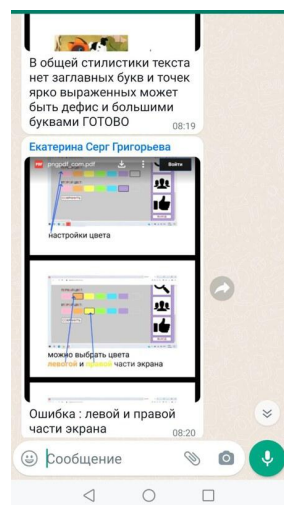 В общей стилистики текста
нет заглавных букв и точек
ярко выраженных может
быть дефис и большими
буквами ГОТОВО
08:19
Екатерина Серг Григорьева
pngpdf_com.pdf
Войти
настройки цвета
можно выбрать цвета
левогой и правой части экрана
Ошибка : левой и правой
части экрана
08:20
Сообщение